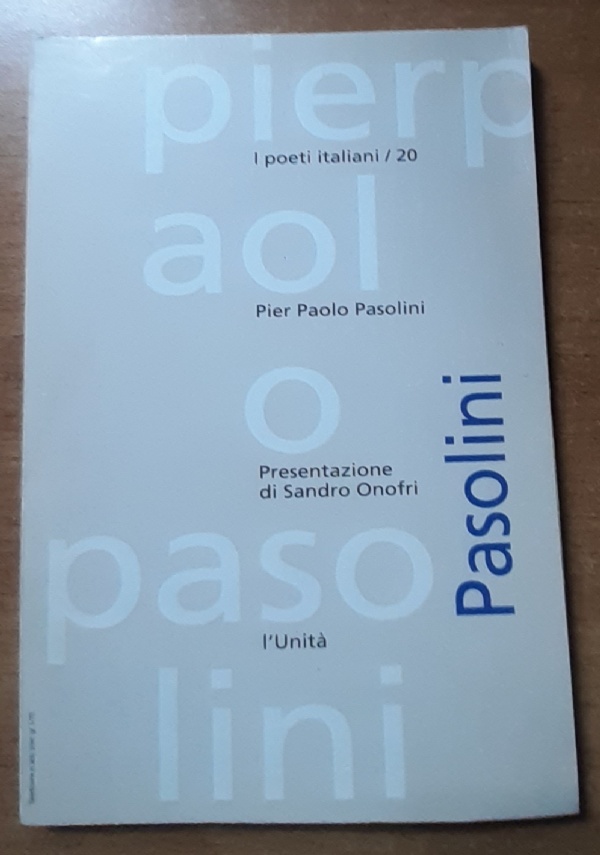 pierp
I poeti italiani / 20
aol
Pier Paolo Pasolini
o
Pasolini
Presentazione
di Sandro Onofri
paso
l'Unità
lini